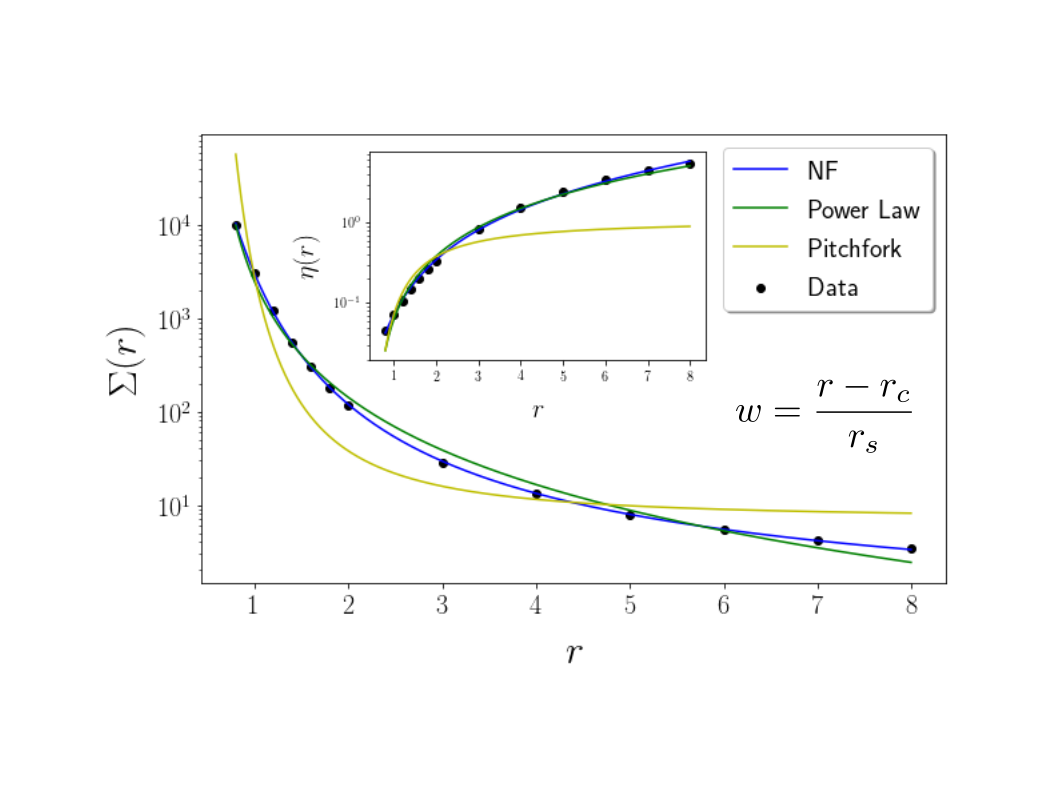 NF
Power Law
Pitchfork
Data
10⁴
10³
10²
10¹
Σ(r)
1 2 3 4 5 6 7 8
r
10⁰
10⁻¹
η(r)
1 2 3 4 5 6 7 8
r
w = (r − r_c) / r_s